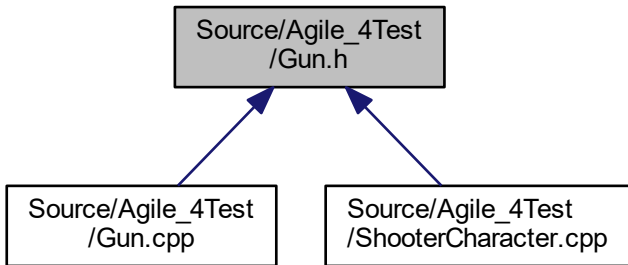 Source/Agile_4Test
/Gun.h
Source/Agile_4Test
/Gun.cpp
Source/Agile_4Test
/ShooterCharacter.cpp